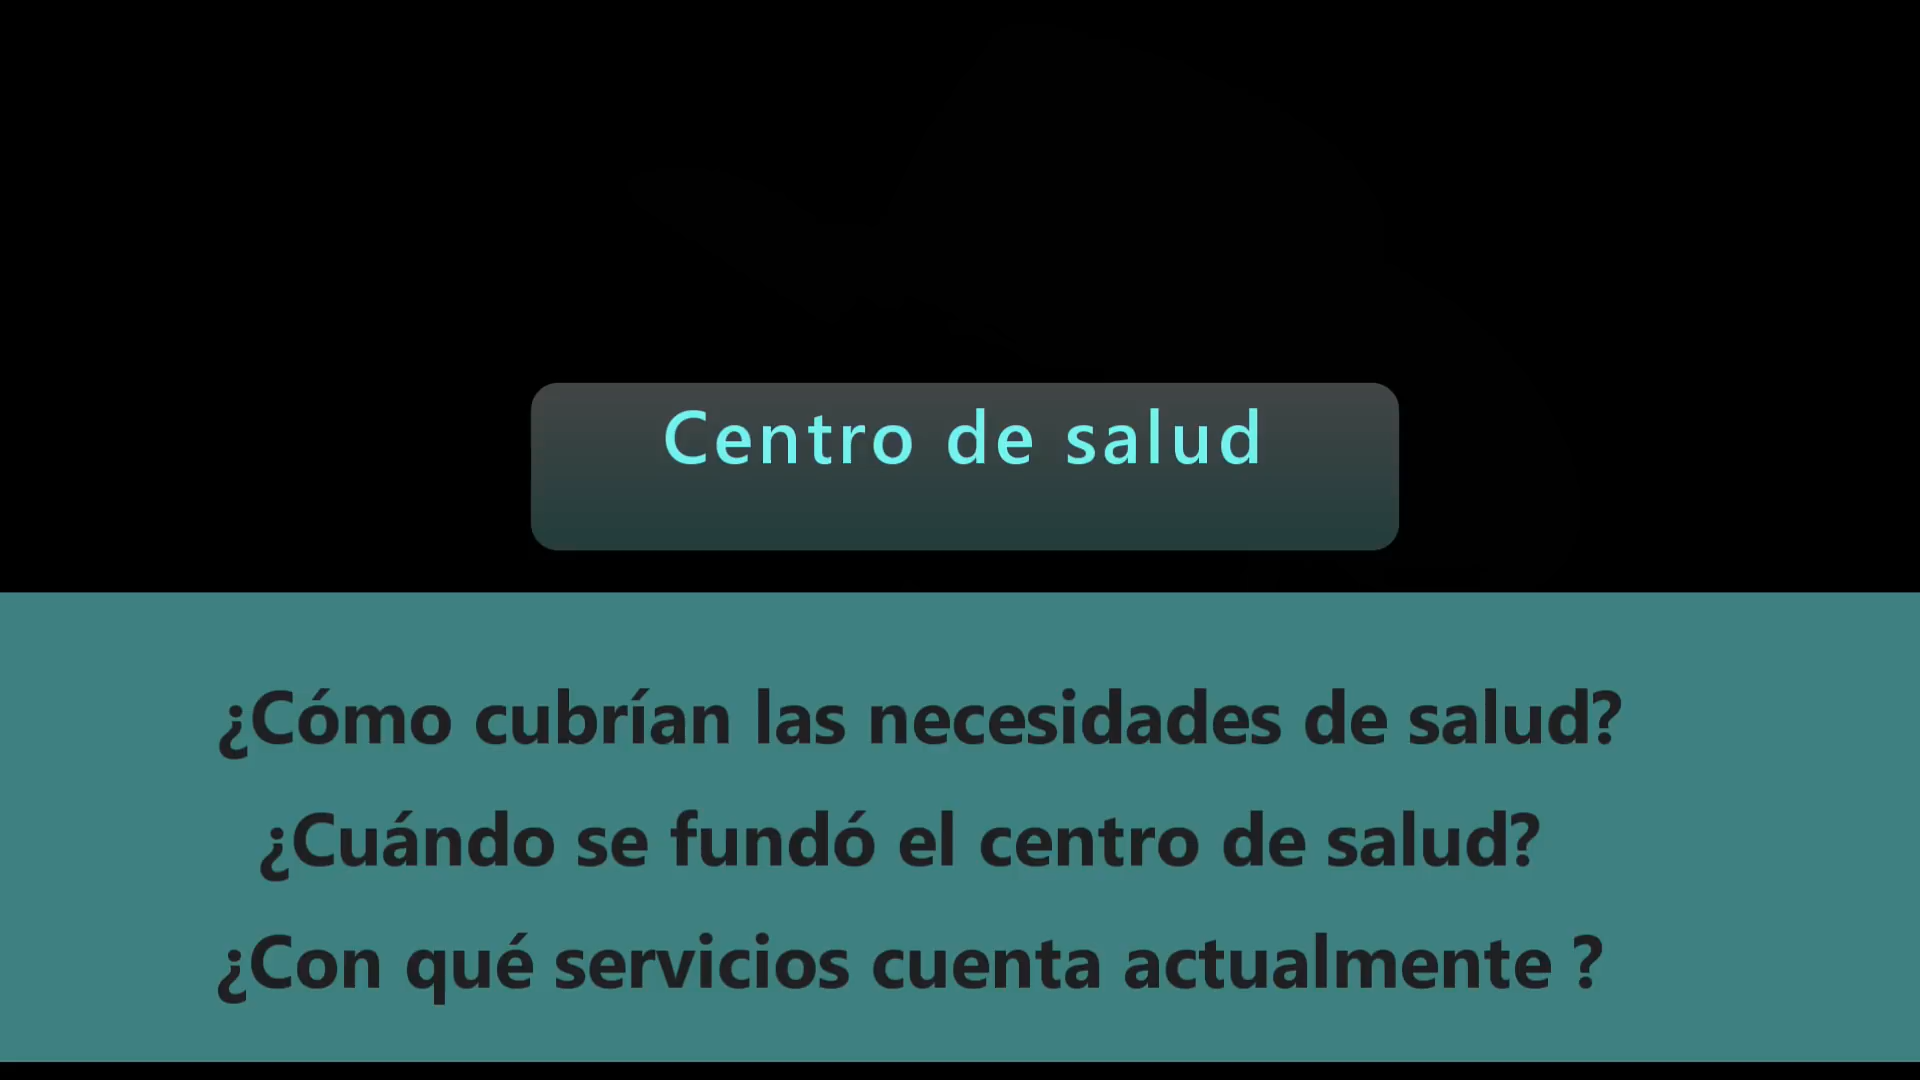 Centro de salud
¿Cómo cubrían las necesidades de salud?
¿Cuándo se fundó el centro de salud?
¿Con qué servicios cuenta actualmente ?